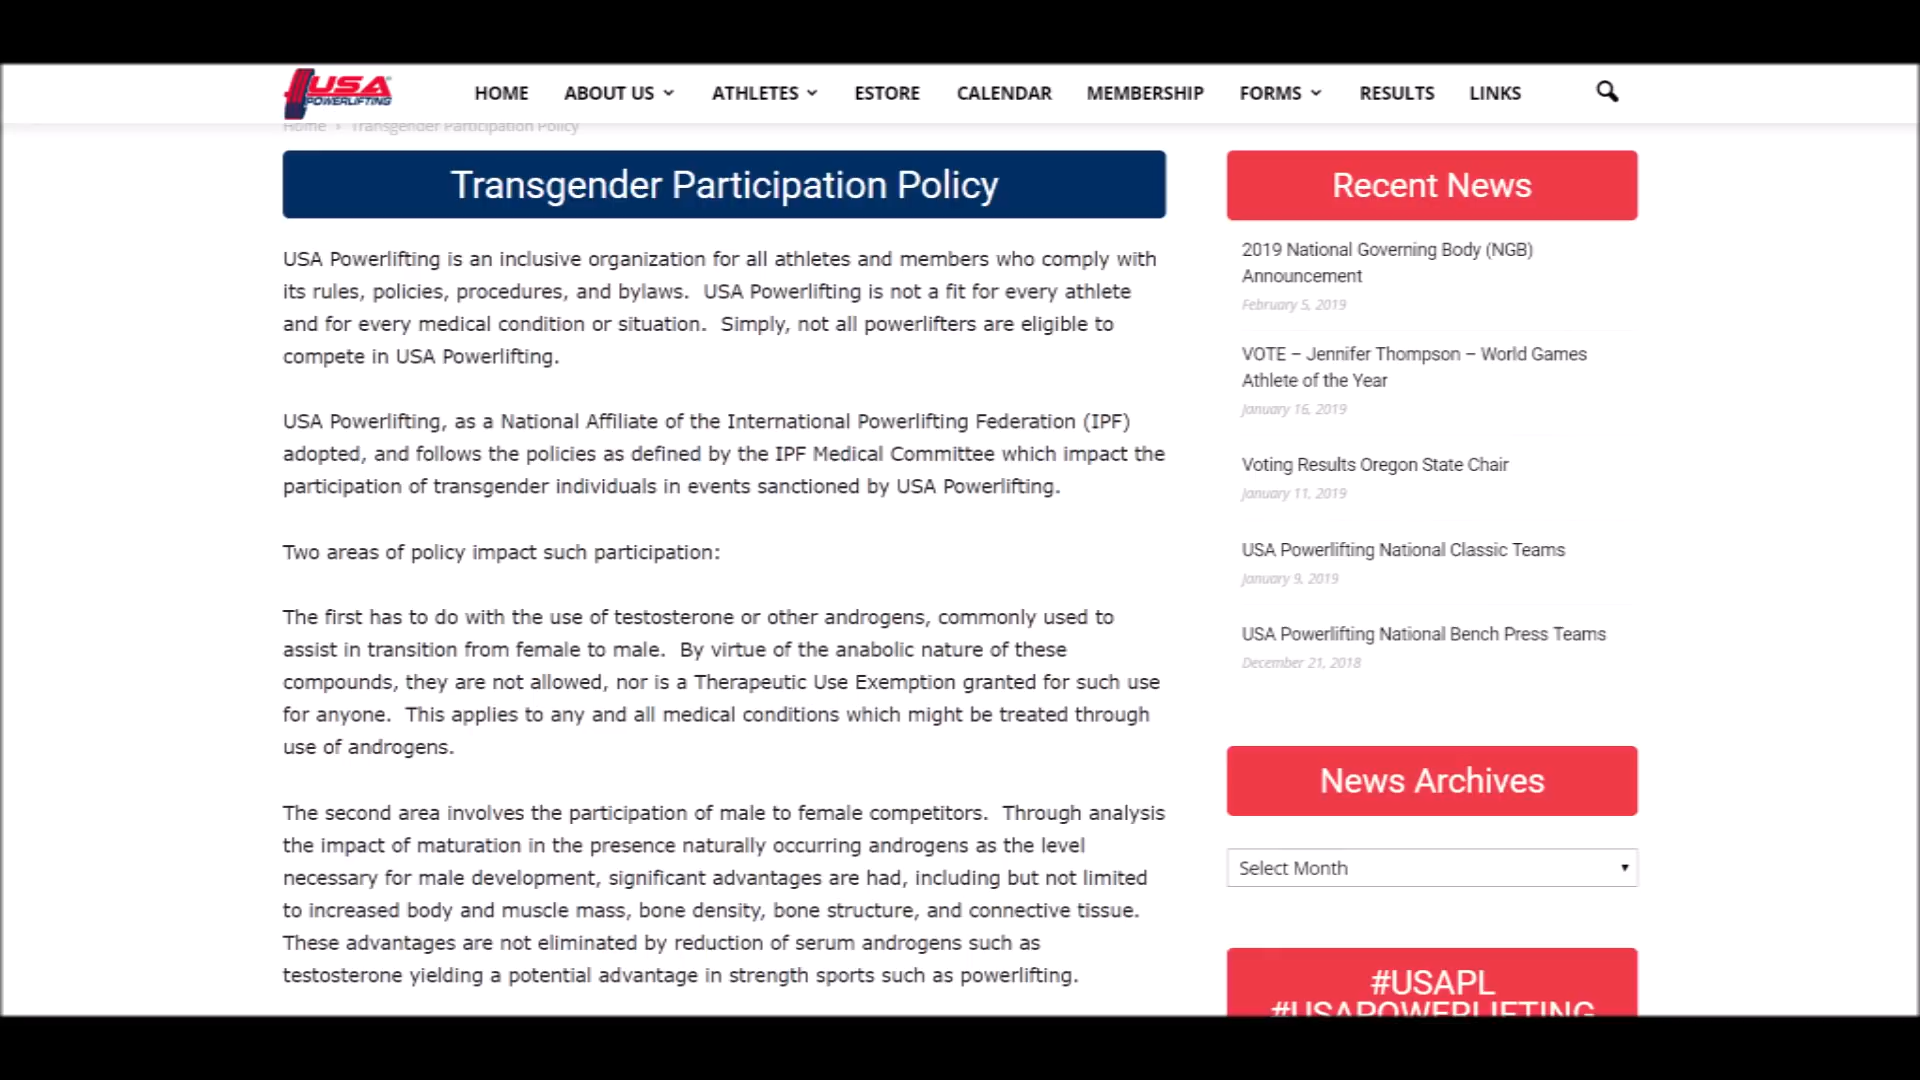 USA
POWERLIFTING
HOME ABOUT US ATHLETES ESTORE CALENDAR MEMBERSHIP FORMS RESULTS LINKS
Home › Transgender Participation Policy
Transgender Participation Policy
USA Powerlifting is an inclusive organization for all athletes and members who comply with
its rules, policies, procedures, and bylaws.  USA Powerlifting is not a fit for every athlete
and for every medical condition or situation.  Simply, not all powerlifters are eligible to
compete in USA Powerlifting.
USA Powerlifting, as a National Affiliate of the International Powerlifting Federation (IPF)
adopted, and follows the policies as defined by the IPF Medical Committee which impact the
participation of transgender individuals in events sanctioned by USA Powerlifting.
Two areas of policy impact such participation:
The first has to do with the use of testosterone or other androgens, commonly used to
assist in transition from female to male.  By virtue of the anabolic nature of these
compounds, they are not allowed, nor is a Therapeutic Use Exemption granted for such use
for anyone.  This applies to any and all medical conditions which might be treated through
use of androgens.
The second area involves the participation of male to female competitors.  Through analysis
the impact of maturation in the presence naturally occurring androgens as the level
necessary for male development, significant advantages are had, including but not limited
to increased body and muscle mass, bone density, bone structure, and connective tissue.
These advantages are not eliminated by reduction of serum androgens such as
testosterone yielding a potential advantage in strength sports such as powerlifting.
Recent News
2019 National Governing Body (NGB)
Announcement
February 5, 2019
VOTE – Jennifer Thompson – World Games
Athlete of the Year
January 16, 2019
Voting Results Oregon State Chair
January 11, 2019
USA Powerlifting National Classic Teams
January 9, 2019
USA Powerlifting National Bench Press Teams
December 21, 2018
News Archives
Select Month
#USAPL
#USAPOWERLIFTING